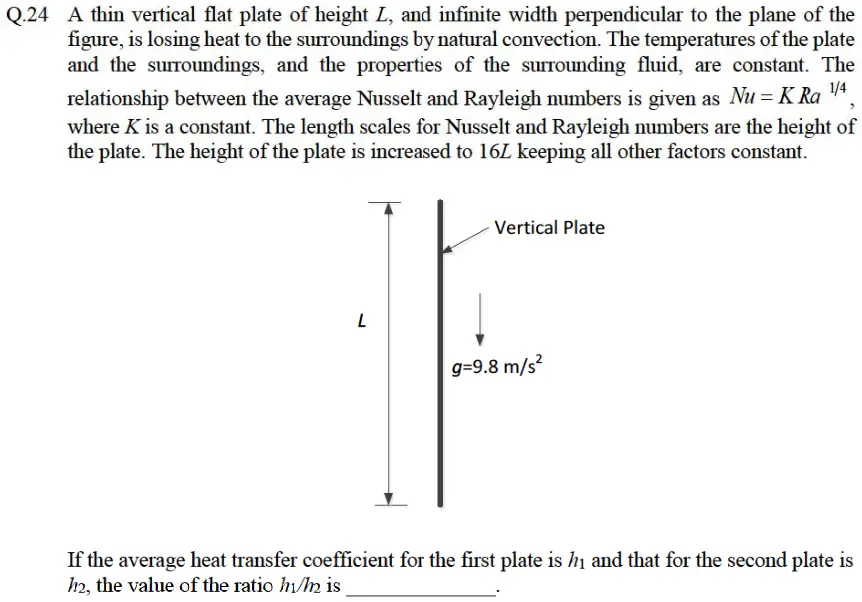 Q.24 A thin vertical flat plate of height L, and infinite width perpendicular to the plane of the
figure, is losing heat to the surroundings by natural convection. The temperatures of the plate
and the surroundings, and the properties of the surrounding fluid, are constant. The
relationship between the average Nusselt and Rayleigh numbers is given as Nu = K Ra^1/4,
where K is a constant. The length scales for Nusselt and Rayleigh numbers are the height of
the plate. The height of the plate is increased to 16L keeping all other factors constant.
Vertical Plate
L
g=9.8 m/s²
If the average heat transfer coefficient for the first plate is h₁ and that for the second plate is
h₂, the value of the ratio h₁/h₂ is ____________.